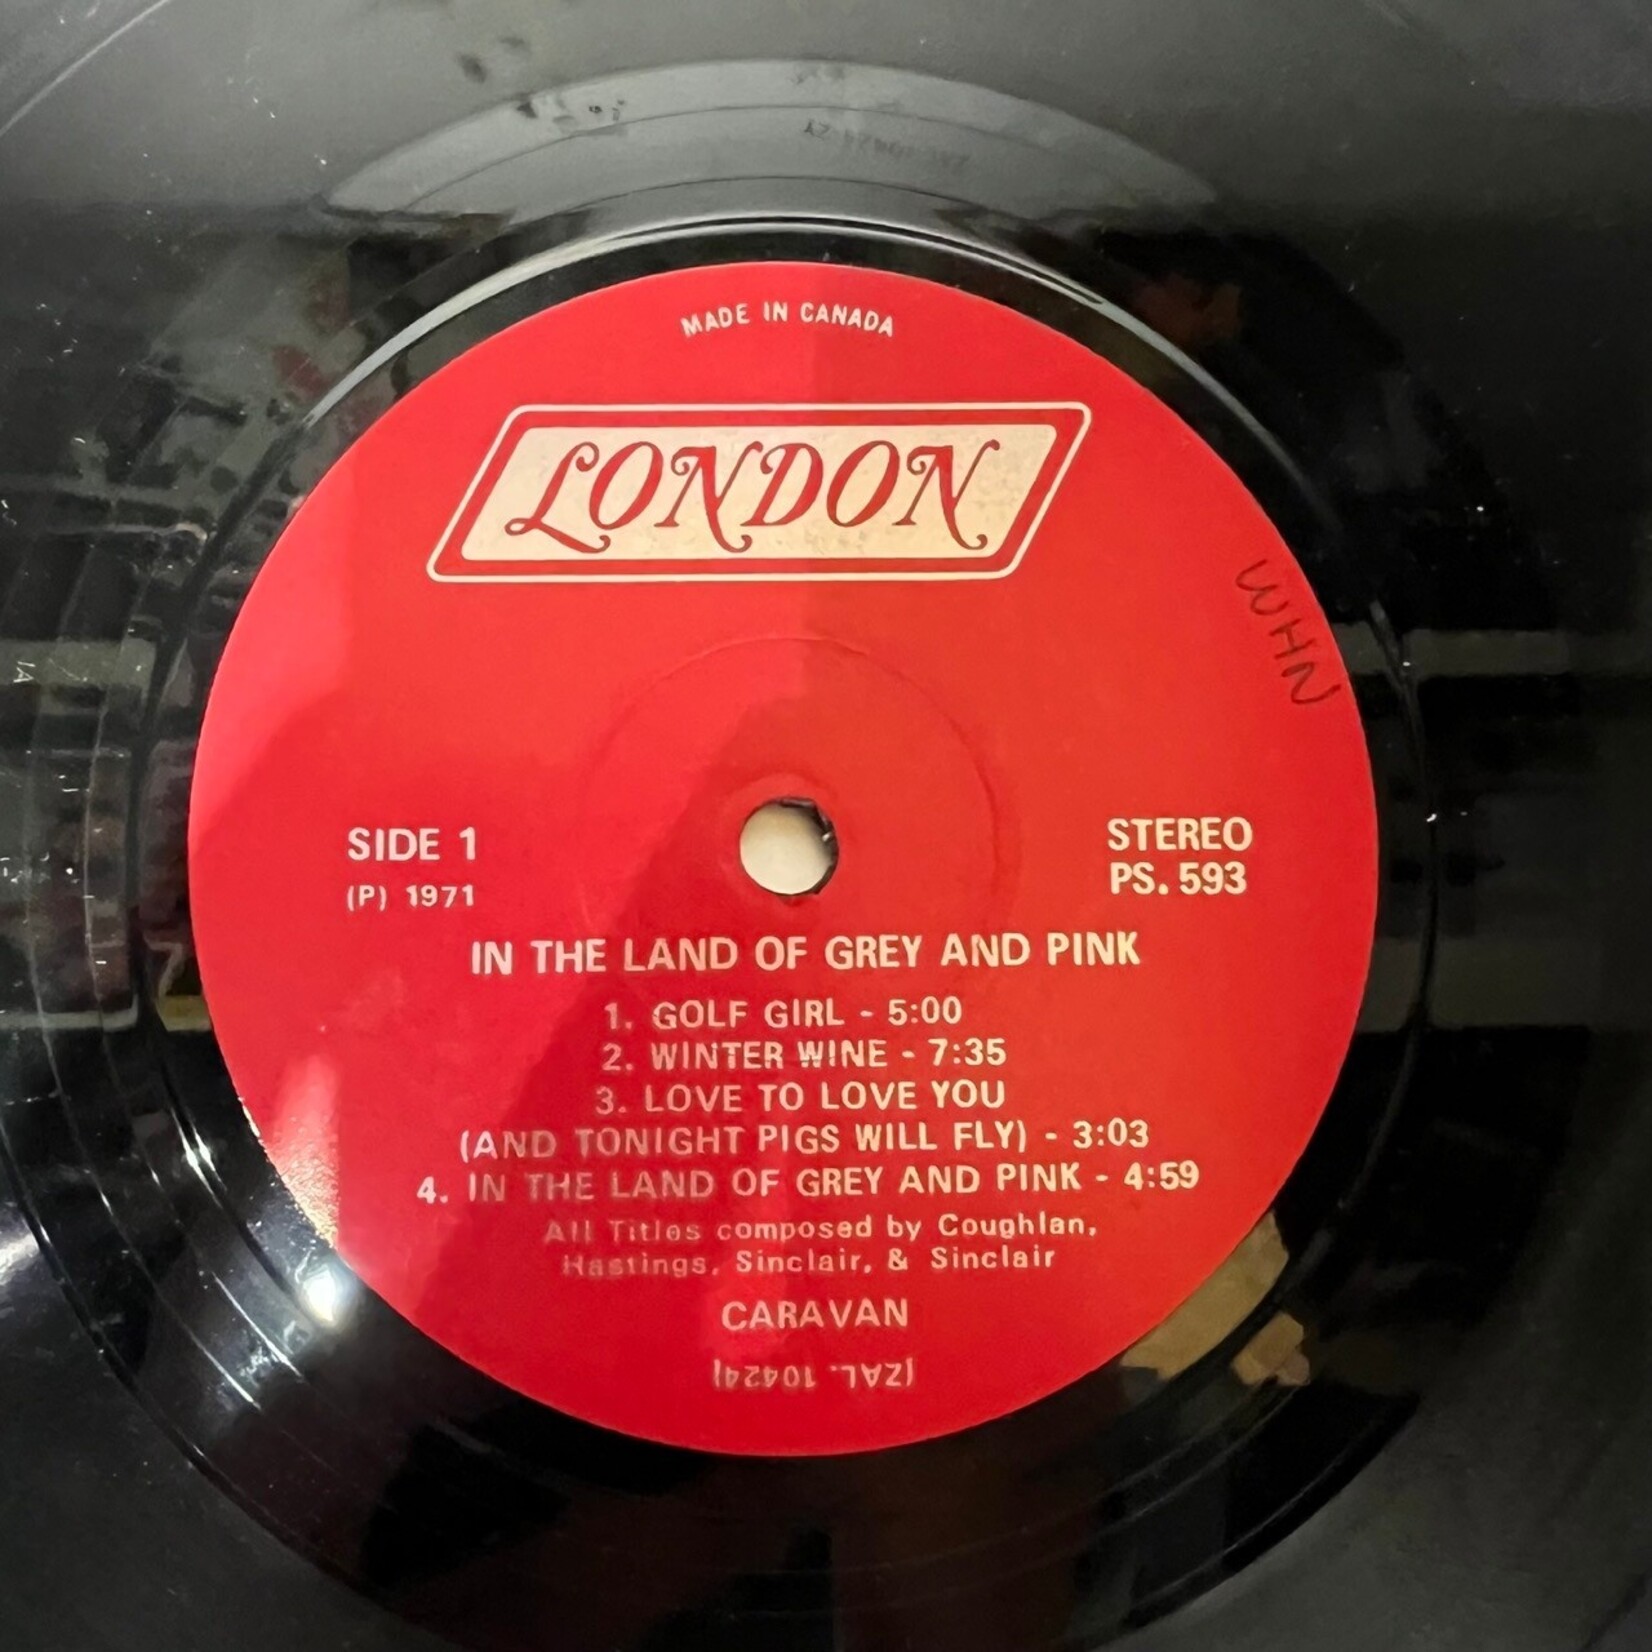 MADE IN CANADA
LONDON
WHN
SIDE 1
(P) 1971
STEREO
PS. 593
IN THE LAND OF GREY AND PINK
1. GOLF GIRL - 5:00
2. WINTER WINE - 7:35
3. LOVE TO LOVE YOU
(AND TONIGHT PIGS WILL FLY) - 3:03
4. IN THE LAND OF GREY AND PINK - 4:59
All Titles composed by Coughlan,
Hastings, Sinclair, & Sinclair
CARAVAN
(ZAL. 10424)